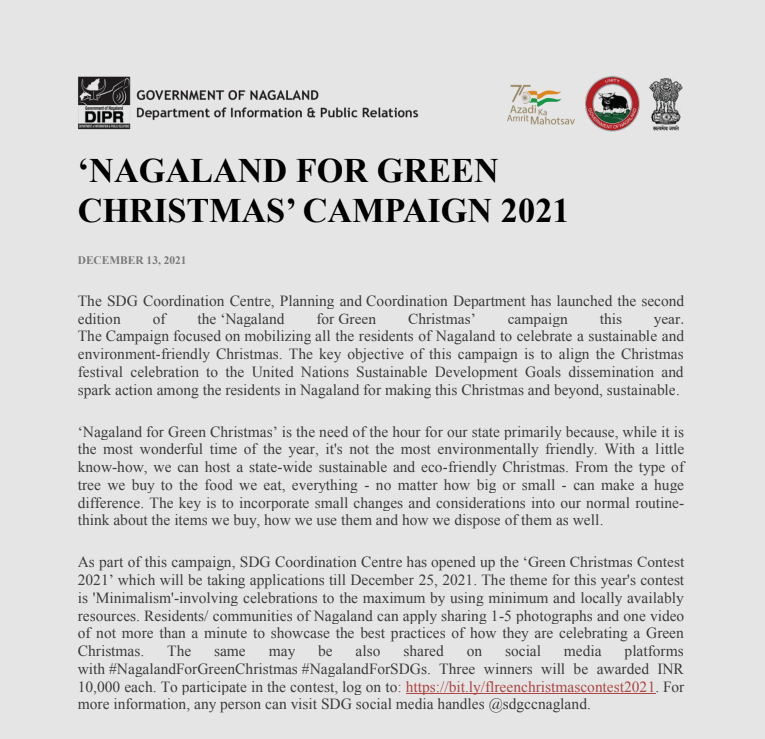 GOVERNMENT OF NAGALAND
Department of Information & Public Relations
Government of Nagaland
DIPR
75
Azadi Ka
Amrit Mahotsav
UNITY
GOVERNMENT OF NAGALAND
सत्यमेव जयते
‘NAGALAND FOR GREEN
CHRISTMAS’ CAMPAIGN 2021
DECEMBER 13, 2021
The SDG Coordination Centre, Planning and Coordination Department has launched the second
edition of the ‘Nagaland for Green Christmas’ campaign this year.
The Campaign focused on mobilizing all the residents of Nagaland to celebrate a sustainable and
environment-friendly Christmas. The key objective of this campaign is to align the Christmas
festival celebration to the United Nations Sustainable Development Goals dissemination and
spark action among the residents in Nagaland for making this Christmas and beyond, sustainable.
‘Nagaland for Green Christmas’ is the need of the hour for our state primarily because, while it is
the most wonderful time of the year, it's not the most environmentally friendly. With a little
know-how, we can host a state-wide sustainable and eco-friendly Christmas. From the type of
tree we buy to the food we eat, everything - no matter how big or small - can make a huge
difference. The key is to incorporate small changes and considerations into our normal routine-
think about the items we buy, how we use them and how we dispose of them as well.
As part of this campaign, SDG Coordination Centre has opened up the ‘Green Christmas Contest
2021’ which will be taking applications till December 25, 2021. The theme for this year's contest
is 'Minimalism'-involving celebrations to the maximum by using minimum and locally availably
resources. Residents/ communities of Nagaland can apply sharing 1-5 photographs and one video
of not more than a minute to showcase the best practices of how they are celebrating a Green
Christmas. The same may be also shared on social media platforms
with #NagalandForGreenChristmas #NagalandForSDGs. Three winners will be awarded INR
10,000 each. To participate in the contest, log on to: https://bit.ly/flreenchristmascontest2021. For
more information, any person can visit SDG social media handles @sdgccnagland.